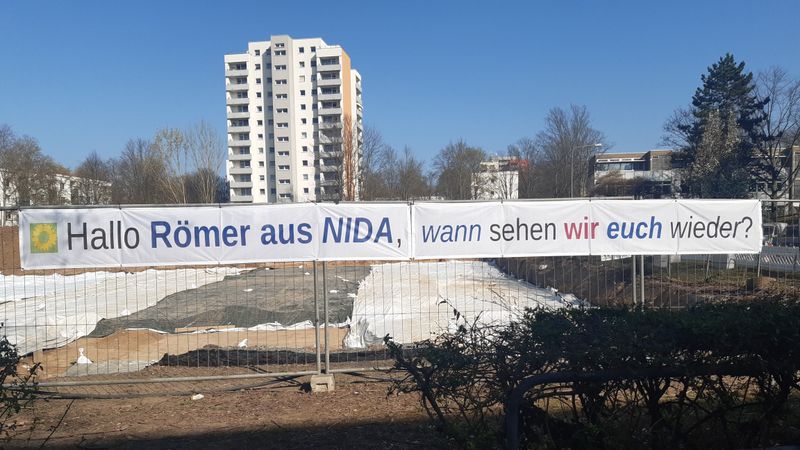 Hallo Römer aus NIDA, wann sehen wir euch wieder?